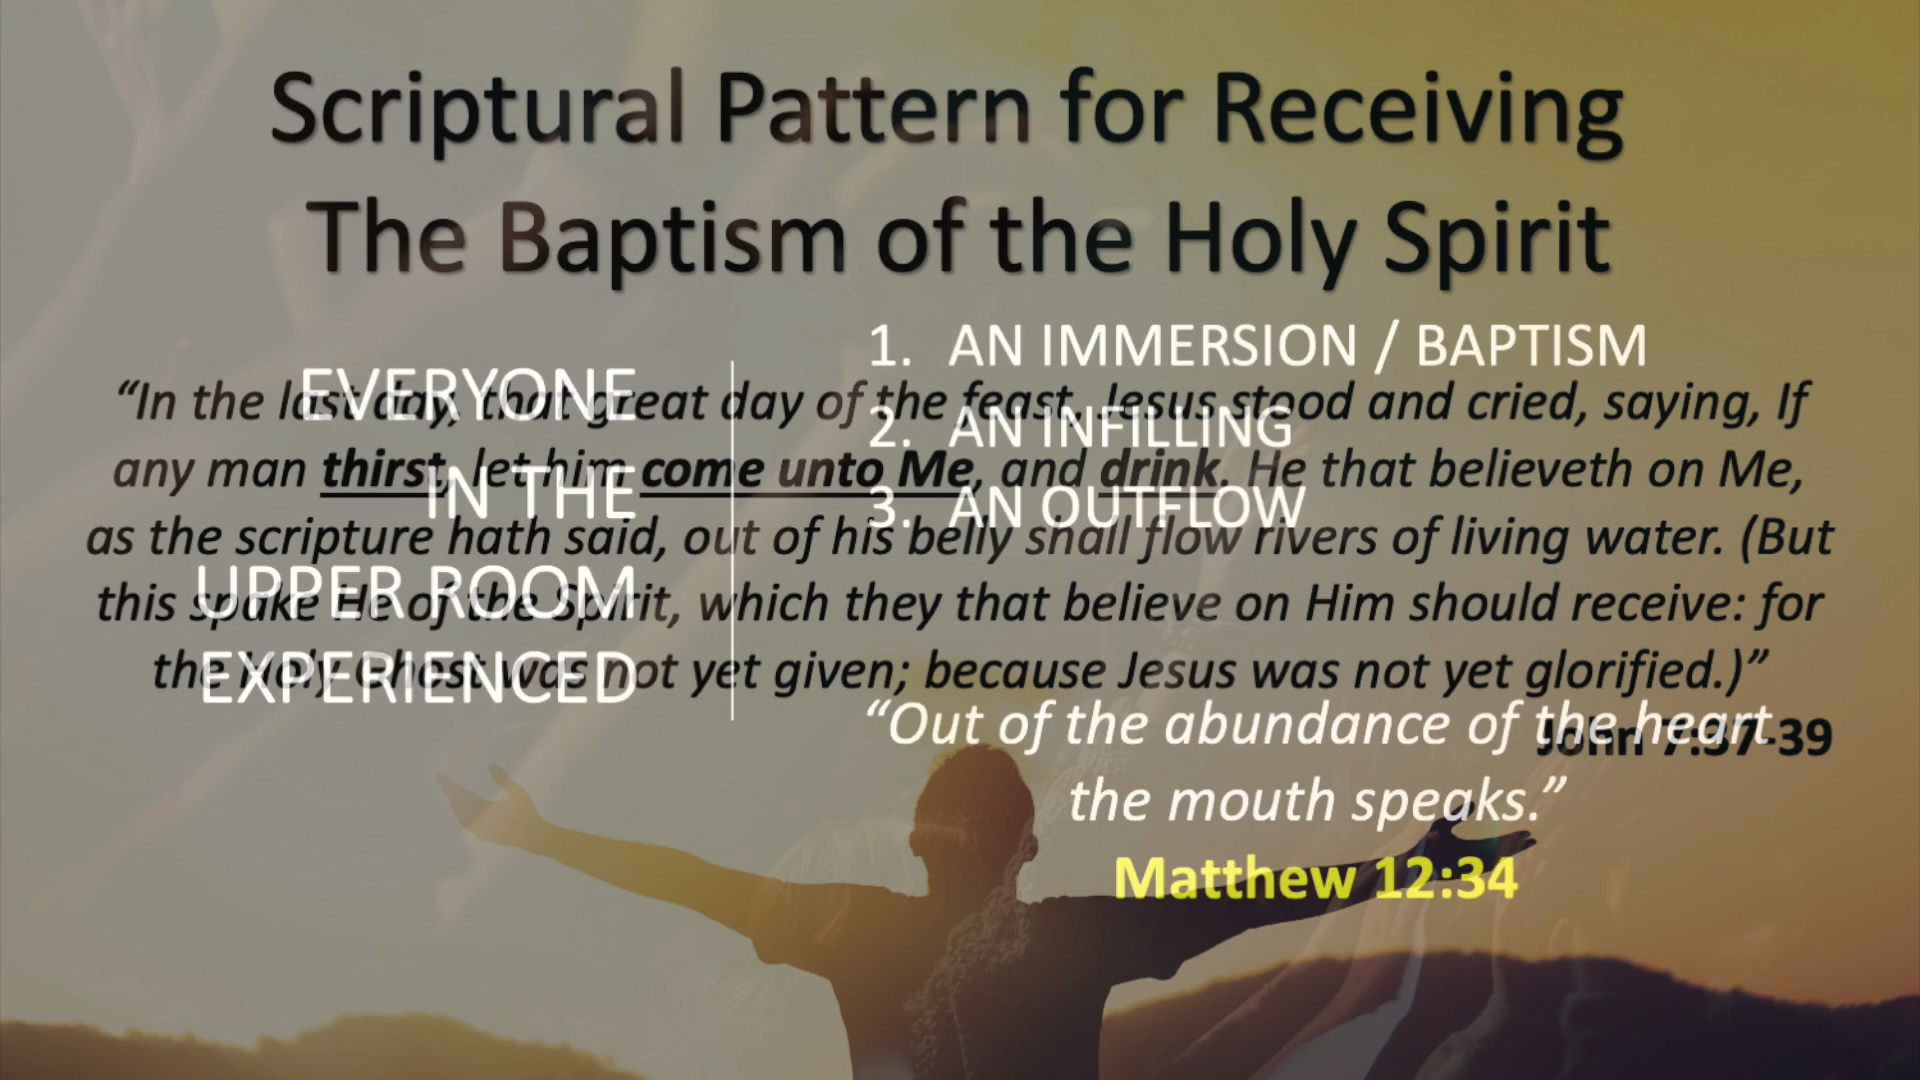 Scriptural Pattern for Receiving
The Baptism of the Holy Spirit
“In the last day, that great day of the feast, Jesus stood and cried, saying, If
any man thirst, let him come unto Me, and drink. He that believeth on Me,
as the scripture hath said, out of his belly shall flow rivers of living water. (But
this spake He of the Spirit, which they that believe on Him should receive: for
the Holy Ghost was not yet given; because Jesus was not yet glorified.)”
John 7:37-39
EVERYONE
IN THE
UPPER ROOM
EXPERIENCED
1. AN IMMERSION / BAPTISM
2. AN INFILLING
3. AN OUTFLOW
“Out of the abundance of the heart
the mouth speaks.”
Matthew 12:34